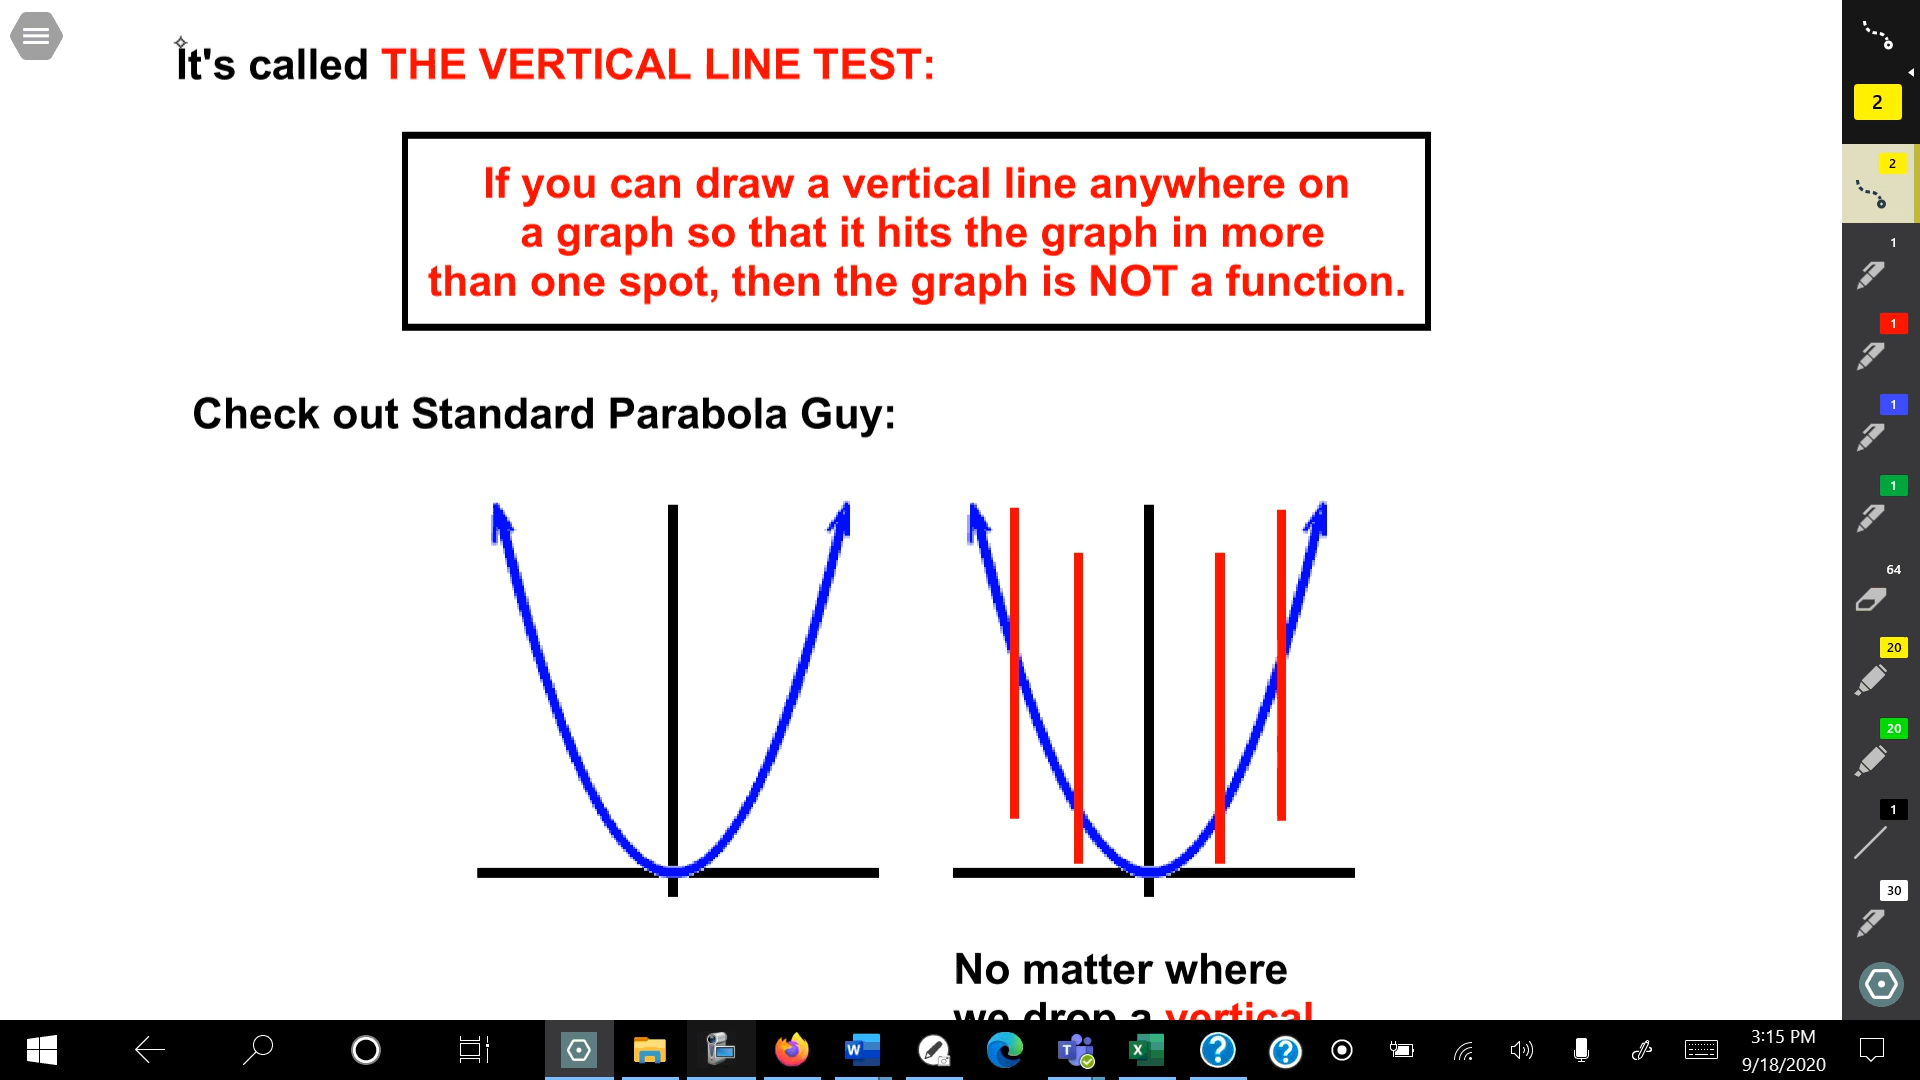 It's called THE VERTICAL LINE TEST:
If you can draw a vertical line anywhere on
a graph so that it hits the graph in more
than one spot, then the graph is NOT a function.
Check out Standard Parabola Guy:
No matter where
we drop a vertical
2
2
1
1
1
1
64
20
20
1
30
3:15 PM
9/18/2020